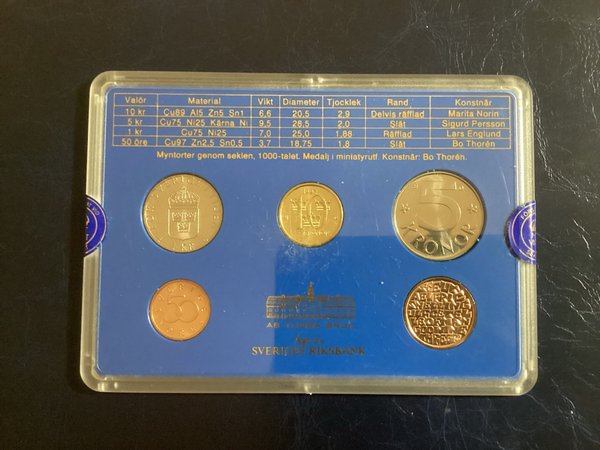 Valör Material Vikt Diameter Tjocklek Rand Konstnär
10 kr Cu89 Al5 Zn5 Sn1 6,6 20,5 2,9 Delvis räfflad Marita Norin
5 kr Cu75 Ni25 Kärna Ni 9,5 28,5 2,0 Slät Sigurd Persson
1 kr Cu75 Ni25 7,0 25,0 1,88 Räfflad Lars Englund
50 öre Cu97 Zn2,5 Sn0,5 3,7 18,75 1,8 Slät Bo Thorén
Myntorter genom seklen, 1000-talet. Medalj i miniatyrutf. Konstnär: Bo Thorén.
1 KR
10
KRONOR
5
KRONOR
50
SVERIGES RIKSBANK